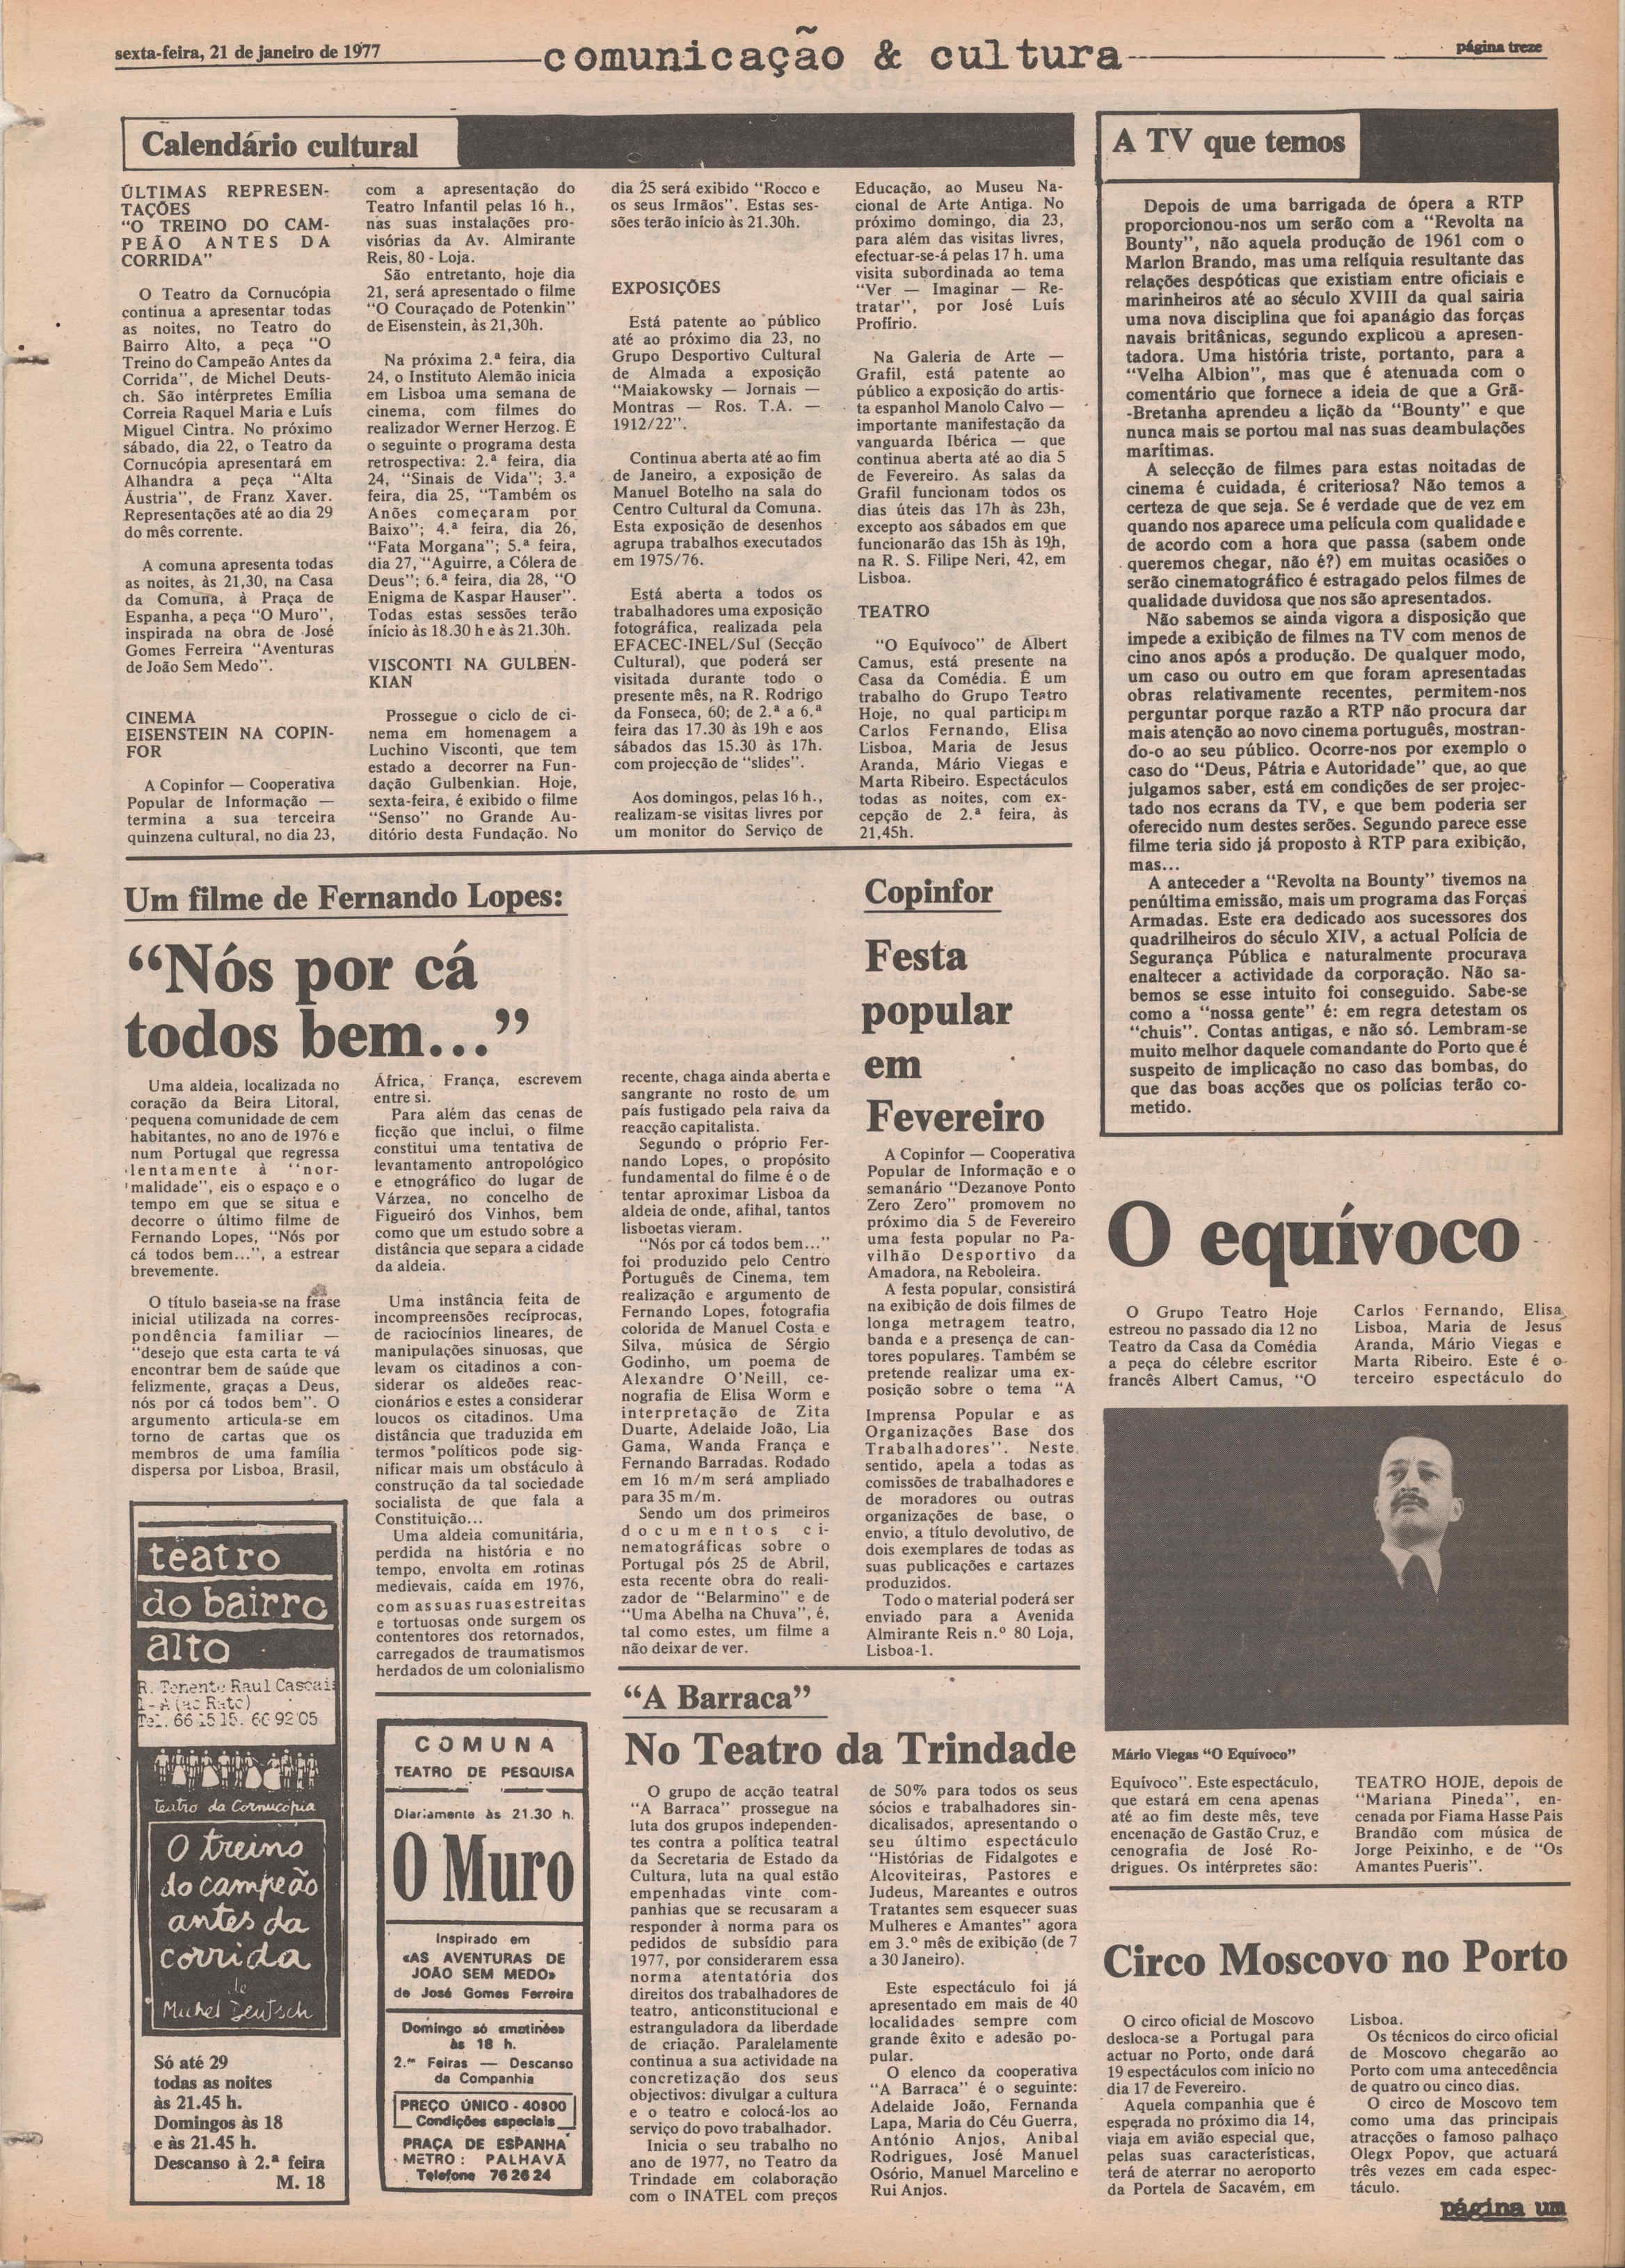 sexta-feira, 21 de janeiro de 1977
comunicação & cultura
página treze
Calendário cultural
ÚLTIMAS REPRESEN-
TAÇÕES
"O TREINO DO CAM-
PEÃO ANTES DA
CORRIDA"
O Teatro da Cornucópia
continua a apresentar todas
as noites, no Teatro do
Bairro Alto, a peça "O
Treino do Campeão Antes da
Corrida", de Michel Deuts-
ch. São intérpretes Emília
Correia Raquel Maria e Luís
Miguel Cintra. No próximo
sábado, dia 22, o Teatro da
Cornucópia apresentará em
Alhandra a peça "Alta
Áustria", de Franz Xaver.
Representações até ao dia 29
do mês corrente.
A comuna apresenta todas
as noites, às 21,30, na Casa
da Comuna, à Praça de
Espanha, a peça "O Muro",
inspirada na obra de José
Gomes Ferreira "Aventuras
de João Sem Medo".
CINEMA
EISENSTEIN NA COPIN-
FOR
A Copinfor — Cooperativa
Popular de Informação —
termina a sua terceira
quinzena cultural, no dia 23,
com a apresentação do
Teatro Infantil pelas 16 h.,
nas suas instalações pro-
visórias da Av. Almirante
Reis, 80 - Loja.
São entretanto, hoje dia
21, será apresentado o filme
"O Couraçado de Potenkin"
de Eisenstein, às 21,30h.
Na próxima 2.ª feira, dia
24, o Instituto Alemão inicia
em Lisboa uma semana de
cinema, com filmes do
realizador Werner Herzog. É
o seguinte o programa desta
retrospectiva: 2.ª feira, dia
24, "Sinais de Vida"; 3.ª
feira, dia 25, "Também os
Anões começaram por
Baixo"; 4.ª feira, dia 26,
"Fata Morgana"; 5.ª feira,
dia 27, "Aguirre, a Cólera de
Deus"; 6.ª feira, dia 28, "O
Enigma de Kaspar Hauser".
Todas estas sessões terão
início às 18.30 h e às 21.30h.
VISCONTI NA GULBEN-
KIAN
Prossegue o ciclo de ci-
nema em homenagem a
Luchino Visconti, que tem
estado a decorrer na Fun-
dação Gulbenkian. Hoje,
sexta-feira, é exibido o filme
"Senso" no Grande Au-
ditório desta Fundação. No
dia 25 será exibido "Rocco e
os seus Irmãos". Estas ses-
sões terão início às 21.30h.
EXPOSIÇÕES
Está patente ao público
até ao próximo dia 23, no
Grupo Desportivo Cultural
de Almada a exposição
"Maiakowsky — Jornais —
Montras — Ros. T.A. —
1912/22".
Continua aberta até ao fim
de Janeiro, a exposição de
Manuel Botelho na sala do
Centro Cultural da Comuna.
Esta exposição de desenhos
agrupa trabalhos executados
em 1975/76.
Está aberta a todos os
trabalhadores uma exposição
fotográfica, realizada pela
EFACEC-INEL/Sul (Secção
Cultural), que poderá ser
visitada durante todo o
presente mês, na R. Rodrigo
da Fonseca, 60; de 2.ª a 6.ª
feira das 17.30 às 19h e aos
sábados das 15.30 às 17h.
com projecção de "slides".
Aos domingos, pelas 16 h.,
realizam-se visitas livres por
um monitor do Serviço de
Educação, ao Museu Na-
cional de Arte Antiga. No
próximo domingo, dia 23,
para além das visitas livres,
efectuar-se-á pelas 17 h. uma
visita subordinada ao tema
"Ver — Imaginar — Re-
tratar", por José Luís
Profírio.
Na Galeria de Arte —
Grafil, está patente ao
público a exposição do artis-
ta espanhol Manolo Calvo —
importante manifestação da
vanguarda Ibérica — que
continua aberta até ao dia 5
de Fevereiro. As salas da
Grafil funcionam todos os
dias úteis das 17h às 23h,
excepto aos sábados em que
funcionarão das 15h às 19h,
na R. S. Filipe Neri, 42, em
Lisboa.
TEATRO
"O Equívoco" de Albert
Camus, está presente na
Casa da Comédia. É um
trabalho do Grupo Teatro
Hoje, no qual participam
Carlos Fernando, Elisa
Lisboa, Maria de Jesus
Aranda, Mário Viegas e
Marta Ribeiro. Espectáculos
todas as noites, com ex-
cepção de 2.ª feira, às
21,45h.
A TV que temos
Depois de uma barrigada de ópera a RTP
proporcionou-nos um serão com a "Revolta na
Bounty", não aquela produção de 1961 com o
Marlon Brando, mas uma relíquia resultante das
relações despóticas que existiam entre oficiais e
marinheiros até ao século XVIII da qual sairia
uma nova disciplina que foi apanágio das forças
navais britânicas, segundo explicou a apresen-
tadora. Uma história triste, portanto, para a
"Velha Albion", mas que é atenuada com o
comentário que fornece a ideia de que a Grã-
-Bretanha aprendeu a lição da "Bounty" e que
nunca mais se portou mal nas suas deambulações
marítimas.
A selecção de filmes para estas noitadas de
cinema é cuidada, é criteriosa? Não temos a
certeza de que seja. Se é verdade que de vez em
quando nos aparece uma película com qualidade e
de acordo com a hora que passa (sabem onde
queremos chegar, não é?) em muitas ocasiões o
serão cinematográfico é estragado pelos filmes de
qualidade duvidosa que nos são apresentados.
Não sabemos se ainda vigora a disposição que
impede a exibição de filmes na TV com menos de
cino anos após a produção. De qualquer modo,
um caso ou outro em que foram apresentadas
obras relativamente recentes, permitem-nos
perguntar porque razão a RTP não procura dar
mais atenção ao novo cinema português, mostran-
do-o ao seu público. Ocorre-nos por exemplo o
caso do "Deus, Pátria e Autoridade" que, ao que
julgamos saber, está em condições de ser projec-
tado nos ecrans da TV, e que bem poderia ser
oferecido num destes serões. Segundo parece esse
filme teria sido já proposto à RTP para exibição,
mas...
A anteceder a "Revolta na Bounty" tivemos na
penúltima emissão, mais um programa das Forças
Armadas. Este era dedicado aos sucessores dos
quadrilheiros do século XIV, a actual Polícia de
Segurança Pública e naturalmente procurava
enaltecer a actividade da corporação. Não sa-
bemos se esse intuito foi conseguido. Sabe-se
como a "nossa gente" é: em regra detestam os
"chuis". Contas antigas, e não só. Lembram-se
muito melhor daquele comandante do Porto que é
suspeito de implicação no caso das bombas, do
que das boas acções que os polícias terão co-
metido.
Um filme de Fernando Lopes:
"Nós por cá
todos bem..."
Uma aldeia, localizada no
coração da Beira Litoral,
pequena comunidade de cem
habitantes, no ano de 1976 e
num Portugal que regressa
lentamente à "nor-
malidade", eis o espaço e o
tempo em que se situa e
decorre o último filme de
Fernando Lopes, "Nós por
cá todos bem...", a estrear
brevemente.
O título baseia-se na frase
inicial utilizada na corres-
pondência familiar —
"desejo que esta carta te vá
encontrar bem de saúde que
felizmente, graças a Deus,
nós por cá todos bem". O
argumento articula-se em
torno de cartas que os
membros de uma família
dispersa por Lisboa, Brasil,
África, França, escrevem
entre si.
Para além das cenas de
ficção que inclui, o filme
constitui uma tentativa de
levantamento antropológico
e etnográfico do lugar de
Várzea, no concelho de
Figueiró dos Vinhos, bem
como que um estudo sobre a
distância que separa a cidade
da aldeia.
Uma instância feita de
incompreensões recíprocas,
de raciocínios lineares, de
manipulações sinuosas, que
levam os citadinos a con-
siderar os aldeões reac-
cionários e estes a considerar
loucos os citadinos. Uma
distância que traduzida em
termos políticos pode sig-
nificar mais um obstáculo à
construção da tal sociedade
socialista de que fala a
Constituição...
Uma aldeia comunitária,
perdida na história e no
tempo, envolta em rotinas
medievais, caída em 1976,
com as suas ruas estreitas
e tortuosas onde surgem os
contentores dos retornados,
carregados de traumatismos
herdados de um colonialismo
recente, chaga ainda aberta e
sangrante no rosto de um
país fustigado pela raiva da
reacção capitalista.
Segundo o próprio Fer-
nando Lopes, o propósito
fundamental do filme é o de
tentar aproximar Lisboa da
aldeia de onde, afihal, tantos
lisboetas vieram.
"Nós por cá todos bem..."
foi produzido pelo Centro
Português de Cinema, tem
realização e argumento de
Fernando Lopes, fotografia
colorida de Manuel Costa e
Silva, música de Sérgio
Godinho, um poema de
Alexandre O'Neill, ce-
nografia de Elisa Worm e
interpretação de Zita
Duarte, Adelaide João, Lia
Gama, Wanda França e
Fernando Barradas. Rodado
em 16 m/m será ampliado
para 35 m/m.
Sendo um dos primeiros
documentos ci-
nematográficas sobre o
Portugal pós 25 de Abril,
esta recente obra do reali-
zador de "Belarmino" e de
"Uma Abelha na Chuva", é,
tal como estes, um filme a
não deixar de ver.
Copinfor
Festa
popular
em
Fevereiro
A Copinfor — Cooperativa
Popular de Informação e o
semanário "Dezanove Ponto
Zero Zero" promovem no
próximo dia 5 de Fevereiro
uma festa popular no Pa-
vilhão Desportivo da
Amadora, na Reboleira.
A festa popular, consistirá
na exibição de dois filmes de
longa metragem teatro,
banda e a presença de can-
tores populares. Também se
pretende realizar uma ex-
posição sobre o tema "A
Imprensa Popular e as
Organizações Base dos
Trabalhadores". Neste
sentido, apela a todas as
comissões de trabalhadores e
de moradores ou outras
organizações de base, o
envio, a título devolutivo, de
dois exemplares de todas as
suas publicações e cartazes
produzidos.
Todo o material poderá ser
enviado para a Avenida
Almirante Reis n.º 80 Loja,
Lisboa-1.
O equívoco
O Grupo Teatro Hoje
estreou no passado dia 12 no
Teatro da Casa da Comédia
a peça do célebre escritor
francês Albert Camus, "O
Carlos Fernando, Elisa
Lisboa, Maria de Jesus
Aranda, Mário Viegas e
Marta Ribeiro. Este é o
terceiro espectáculo do
Mário Viegas "O Equívoco"
Equívoco". Este espectáculo,
que estará em cena apenas
até ao fim deste mês, teve
encenação de Gastão Cruz, e
cenografia de José Ro-
drigues. Os intérpretes são:
TEATRO HOJE, depois de
"Mariana Pineda", en-
cenada por Fiama Hasse Pais
Brandão com música de
Jorge Peixinho, e de "Os
Amantes Pueris".
teatro
do bairro
alto
R. Tenente Raul Cascais
1-A (ao Rato)
Tel. 66 15 15. 66 92 05
teatro da Cornucópia
O treino
do campeão
antes da
corrida
de
Michel Deutsch
Só até 29
todas as noites
às 21.45 h.
Domingos às 18
e às 21.45 h.
Descanso à 2.ª feira
M. 18
COMUNA
TEATRO DE PESQUISA
Diariamente às 21.30 h.
O Muro
Inspirado em
«AS AVENTURAS DE
JOÃO SEM MEDO»
de José Gomes Ferreira
Domingo só «matinée»
às 18 h.
2.as Feiras — Descanso
da Companhia
PREÇO ÚNICO - 40$00
Condições especiais
PRAÇA DE ESPANHA
METRO: PALHAVÃ
Telefone 76 26 24
"A Barraca"
No Teatro da Trindade
O grupo de acção teatral
"A Barraca" prossegue na
luta dos grupos independen-
tes contra a política teatral
da Secretaria de Estado da
Cultura, luta na qual estão
empenhadas vinte com-
panhias que se recusaram a
responder à norma para os
pedidos de subsídio para
1977, por considerarem essa
norma atentatória dos
direitos dos trabalhadores de
teatro, anticonstitucional e
estranguladora da liberdade
de criação. Paralelamente
continua a sua actividade na
concretização dos seus
objectivos: divulgar a cultura
e o teatro e colocá-los ao
serviço do povo trabalhador.
Inicia o seu trabalho no
ano de 1977, no Teatro da
Trindade em colaboração
com o INATEL com preços
de 50% para todos os seus
sócios e trabalhadores sin-
dicalisados, apresentando o
seu último espectáculo
"Histórias de Fidalgotes e
Alcoviteiras, Pastores e
Judeus, Mareantes e outros
Tratantes sem esquecer suas
Mulheres e Amantes" agora
em 3.º mês de exibição (de 7
a 30 Janeiro).
Este espectáculo foi já
apresentado em mais de 40
localidades sempre com
grande êxito e adesão po-
pular.
O elenco da cooperativa
"A Barraca" é o seguinte:
Adelaide João, Fernanda
Lapa, Maria do Céu Guerra,
António Anjos, Anibal
Rodrigues, José Manuel
Osório, Manuel Marcelino e
Rui Anjos.
Circo Moscovo no Porto
O circo oficial de Moscovo
desloca-se a Portugal para
actuar no Porto, onde dará
19 espectáculos com início no
dia 17 de Fevereiro.
Aquela companhia que é
esperada no próximo dia 14,
viaja em avião especial que,
pelas suas características,
terá de aterrar no aeroporto
da Portela de Sacavém, em
Lisboa.
Os técnicos do circo oficial
de Moscovo chegarão ao
Porto com uma antecedência
de quatro ou cinco dias.
O circo de Moscovo tem
como uma das principais
atracções o famoso palhaço
Olegx Popov, que actuará
três vezes em cada espec-
táculo.
página um